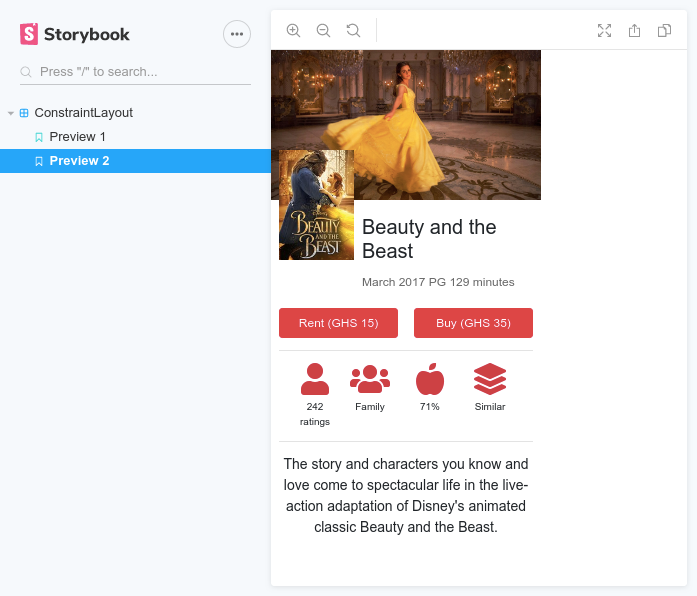 Storybook
Press "/" to search...
ConstraintLayout
Preview 1
Preview 2
DISNEY
BEAUTY
AND THE
BEAST
Beauty and the
Beast
March 2017 PG 129 minutes
Rent (GHS 15)
Buy (GHS 35)
242
ratings
Family
71%
Similar
The story and characters you know and
love come to spectacular life in the live-
action adaptation of Disney's animated
classic Beauty and the Beast.